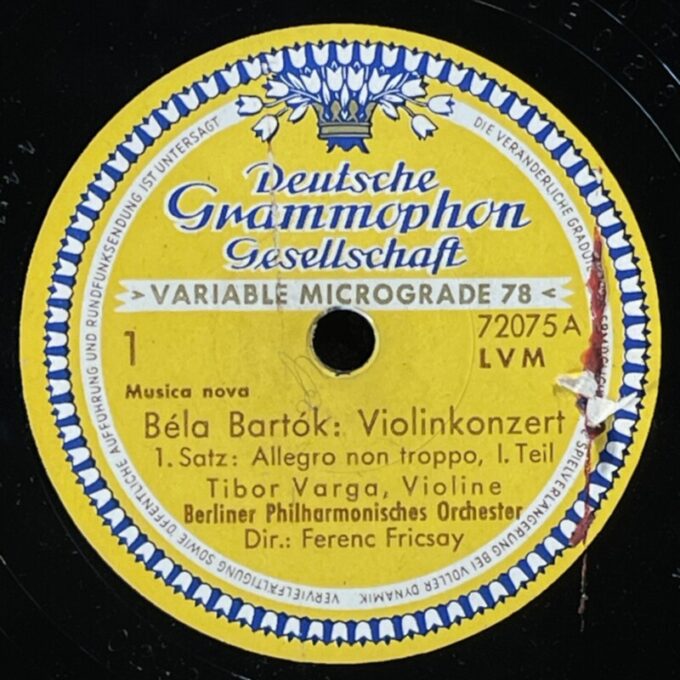 Deutsche
Grammophon
Gesellschaft
VARIABLE MICROGRADE 78
1
72075 A
LVM
Musica nova
Béla Bartók: Violinkonzert
1. Satz: Allegro non troppo, I. Teil
Tibor Varga, Violine
Berliner Philharmonisches Orchester
Dir.: Ferenc Fricsay
DIE VERÄNDERLICHE
SPIELVERLÄNGERUNG BEI VOLLER DYNAMIK
VERVIELFÄLTIGUNG SOWIE ÖFFENTLICHE AUFFÜHRUNG UND RUNDFUNKSENDUNG IST UNTERSAGT